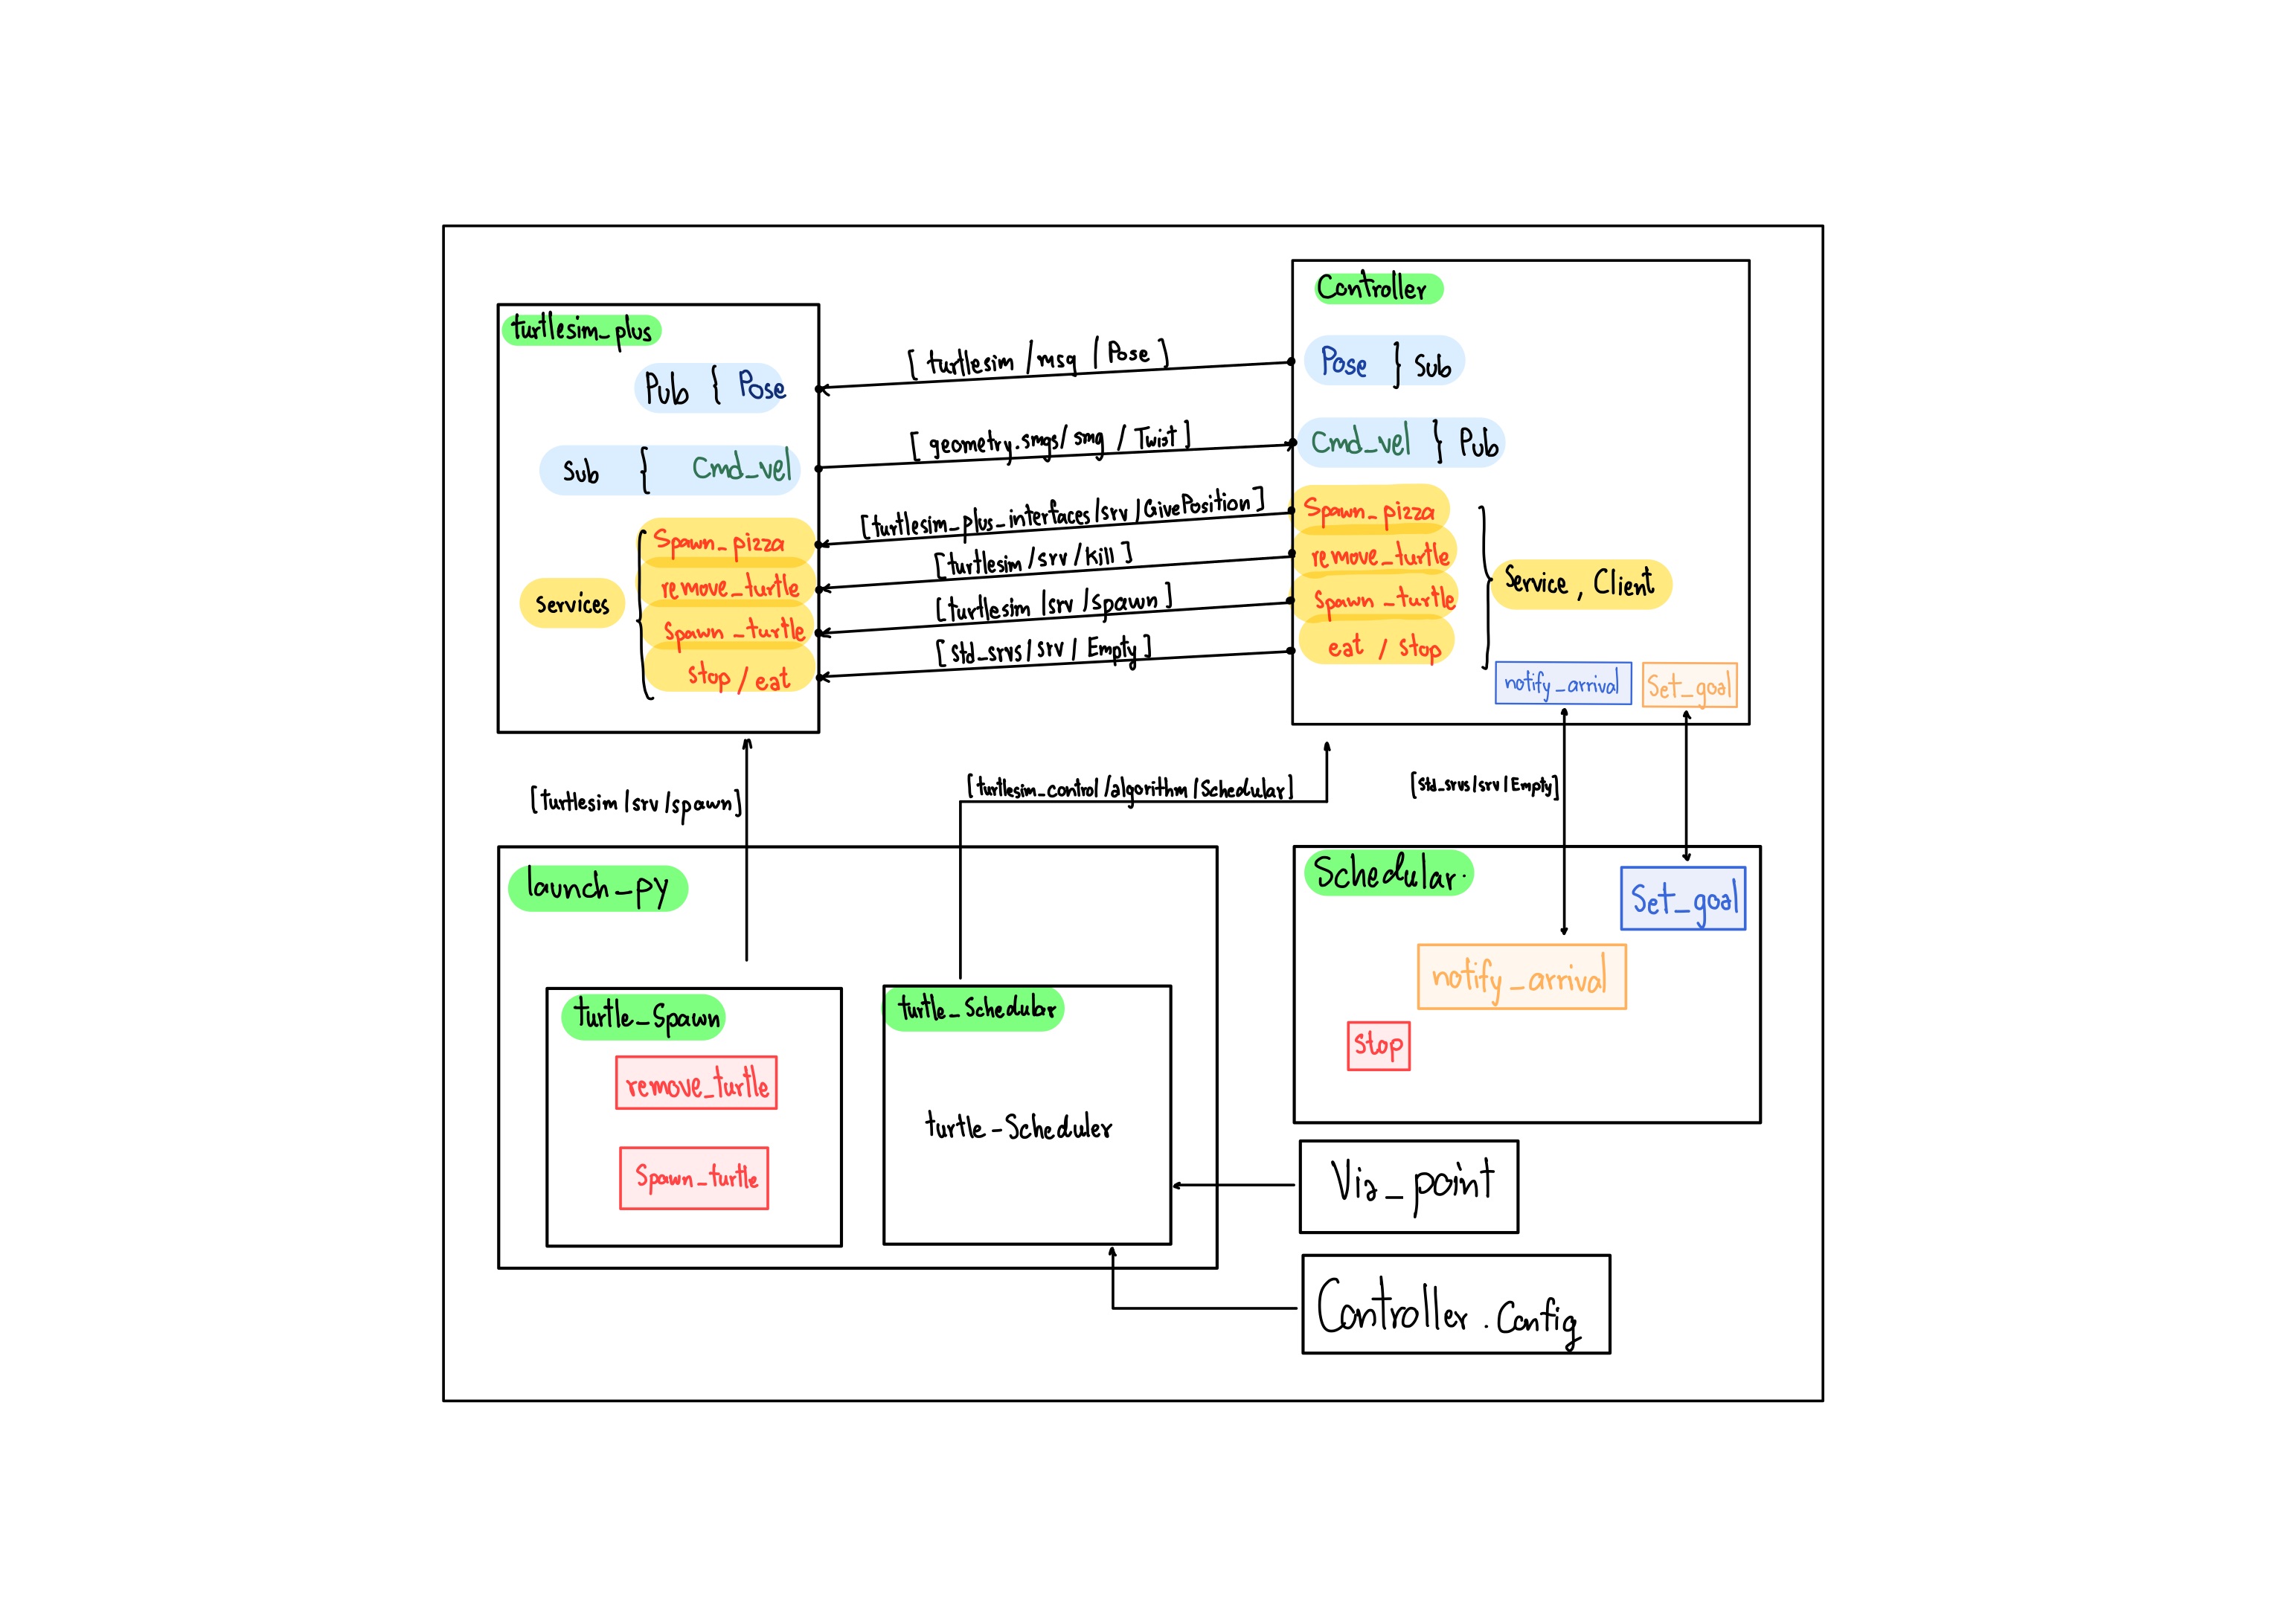 turtlesim_plus
Pub { Pose
Sub { Cmd_vel
Services
Spawn_pizza
remove_turtle
Spawn_turtle
stop / eat
[ turtlesim / msg / Pose ]
[ geometry.smgs / smg / Twist ]
[turtlesim_plus_interfaces/srv/GivePosition]
[turtlesim /srv /kill ]
[turtlesim /srv /spawn ]
[ std_srvs/ srv / Empty ]
Controller
Pose } Sub
Cmd_vel } Pub
Spawn_pizza
remove_turtle
Spawn_turtle
eat / stop
Service , Client
notify_arrival
Set_goal
[turtlesim /srv /spawn]
[turtlesim_control /algorithm /Schedular]
[std_srvs/srv/Empty]
launch_py
turtle_Spawn
remove_turtle
Spawn_turtle
turtle_Schedular
turtle_Scheduler
Schedular.
Set_goal
notify_arrival
stop
Via_point
Controller . Config